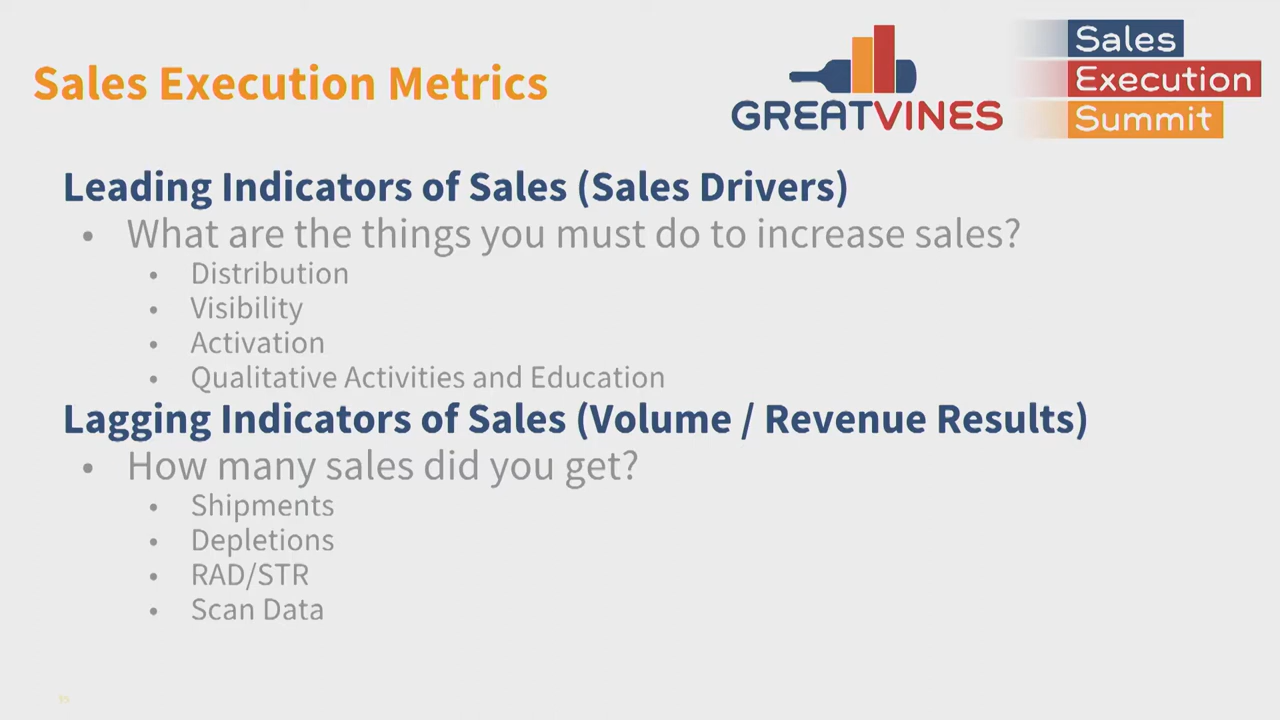 Sales Execution Metrics
GREATVINES
Sales
Execution
Summit
Leading Indicators of Sales (Sales Drivers)
• What are the things you must do to increase sales?
• Distribution
• Visibility
• Activation
• Qualitative Activities and Education
Lagging Indicators of Sales (Volume / Revenue Results)
• How many sales did you get?
• Shipments
• Depletions
• RAD/STR
• Scan Data